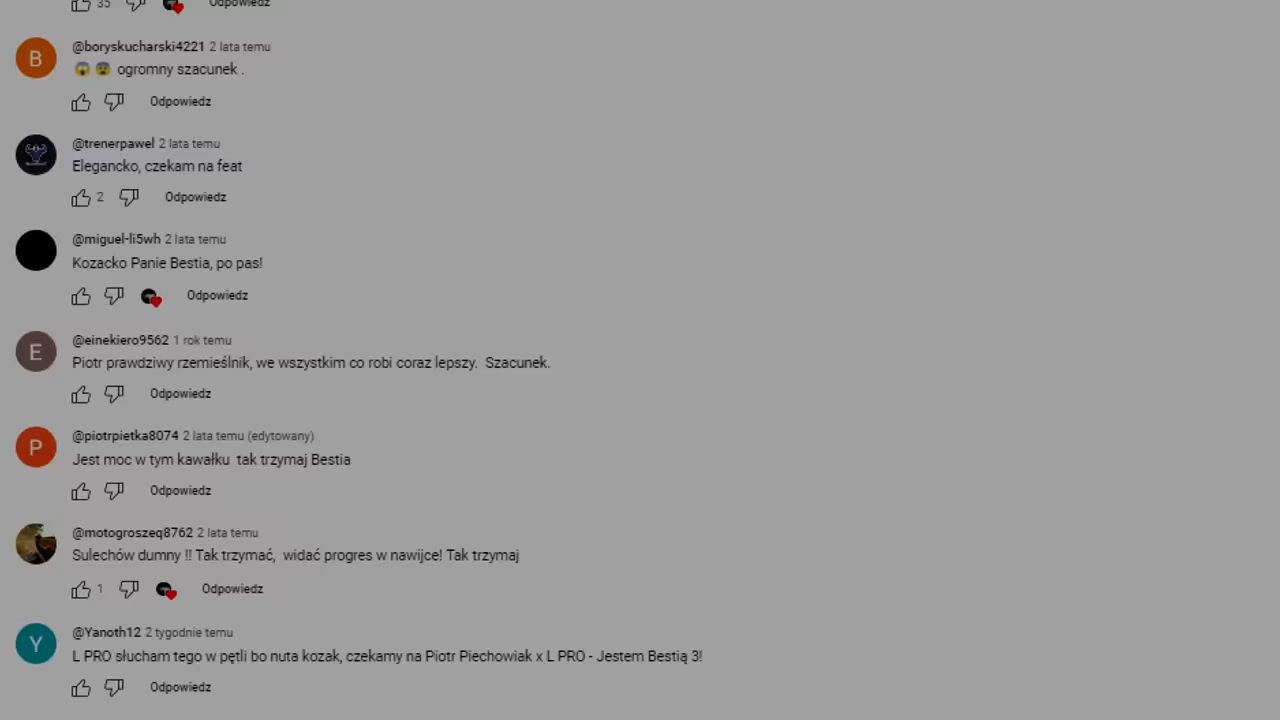 35 Odpowiedz
B @boryskucharski4221 2 lata temu
😱 😨 ogromny szacunek .
Odpowiedz
@trenerpawel 2 lata temu
Elegancko, czekam na feat
2 Odpowiedz
@miguel-li5wh 2 lata temu
Kozacko Panie Bestia, po pas!
Odpowiedz
E @einekiero9562 1 rok temu
Piotr prawdziwy rzemieślnik, we wszystkim co robi coraz lepszy. Szacunek.
Odpowiedz
P @piotrpietka8074 2 lata temu (edytowany)
Jest moc w tym kawałku tak trzymaj Bestia
Odpowiedz
@motogroszeq8762 2 lata temu
Sulechów dumny !! Tak trzymać, widać progres w nawijce! Tak trzymaj
1 Odpowiedz
Y @Yanoth12 2 tygodnie temu
L PRO słucham tego w pętli bo nuta kozak, czekamy na Piotr Piechowiak x L PRO - Jestem Bestią 3!
Odpowiedz